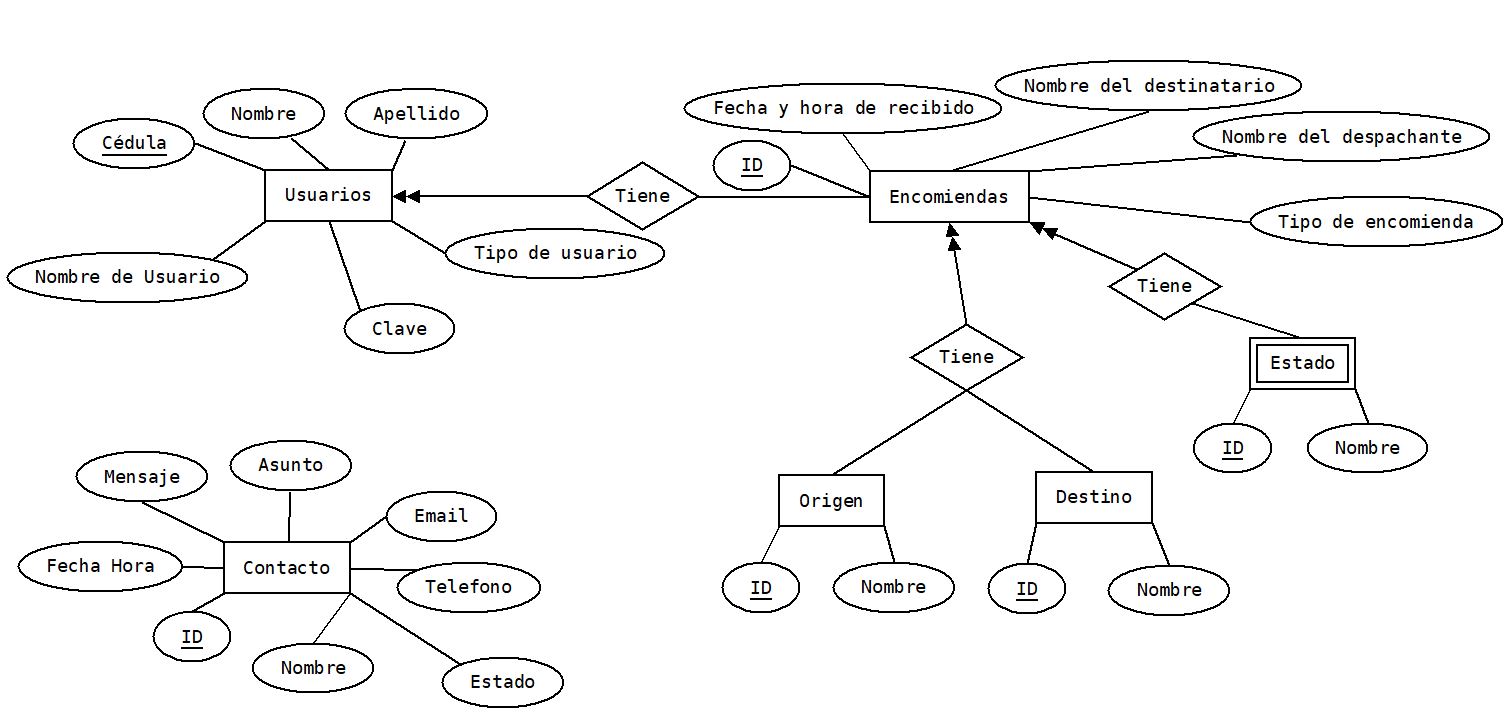 Nombre del destinatario
Nombre
Apellido
Fecha y hora de recibido
Nombre del despachante
Cédula
ID
Usuarios
Tiene
Encomiendas
Tipo de encomienda
Nombre de Usuario
Tipo de usuario
Tiene
Clave
Tiene
Estado
ID
Nombre
Mensaje
Asunto
Email
Origen
Destino
Fecha Hora
Contacto
Telefono
ID
Nombre
ID
Nombre
ID
Nombre
Estado